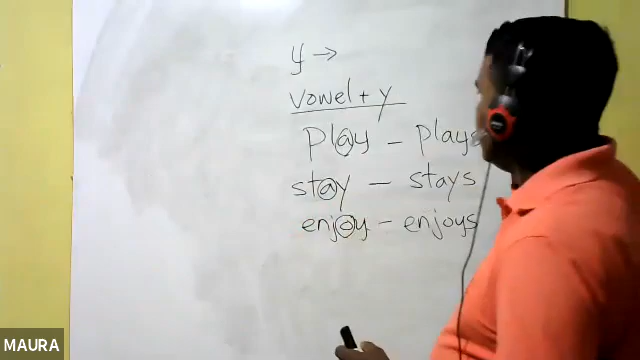 y →
vowel + y
play – plays
stay – stays
enjoy – enjoys
MAURA